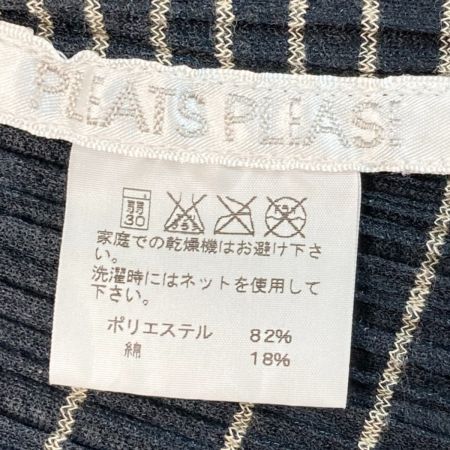 PLEATS PLEASE
30
家庭での乾燥機はお避け下さ
い。
洗濯時にはネットを使用して
下さい。
ポリエステル 82%
綿 18%